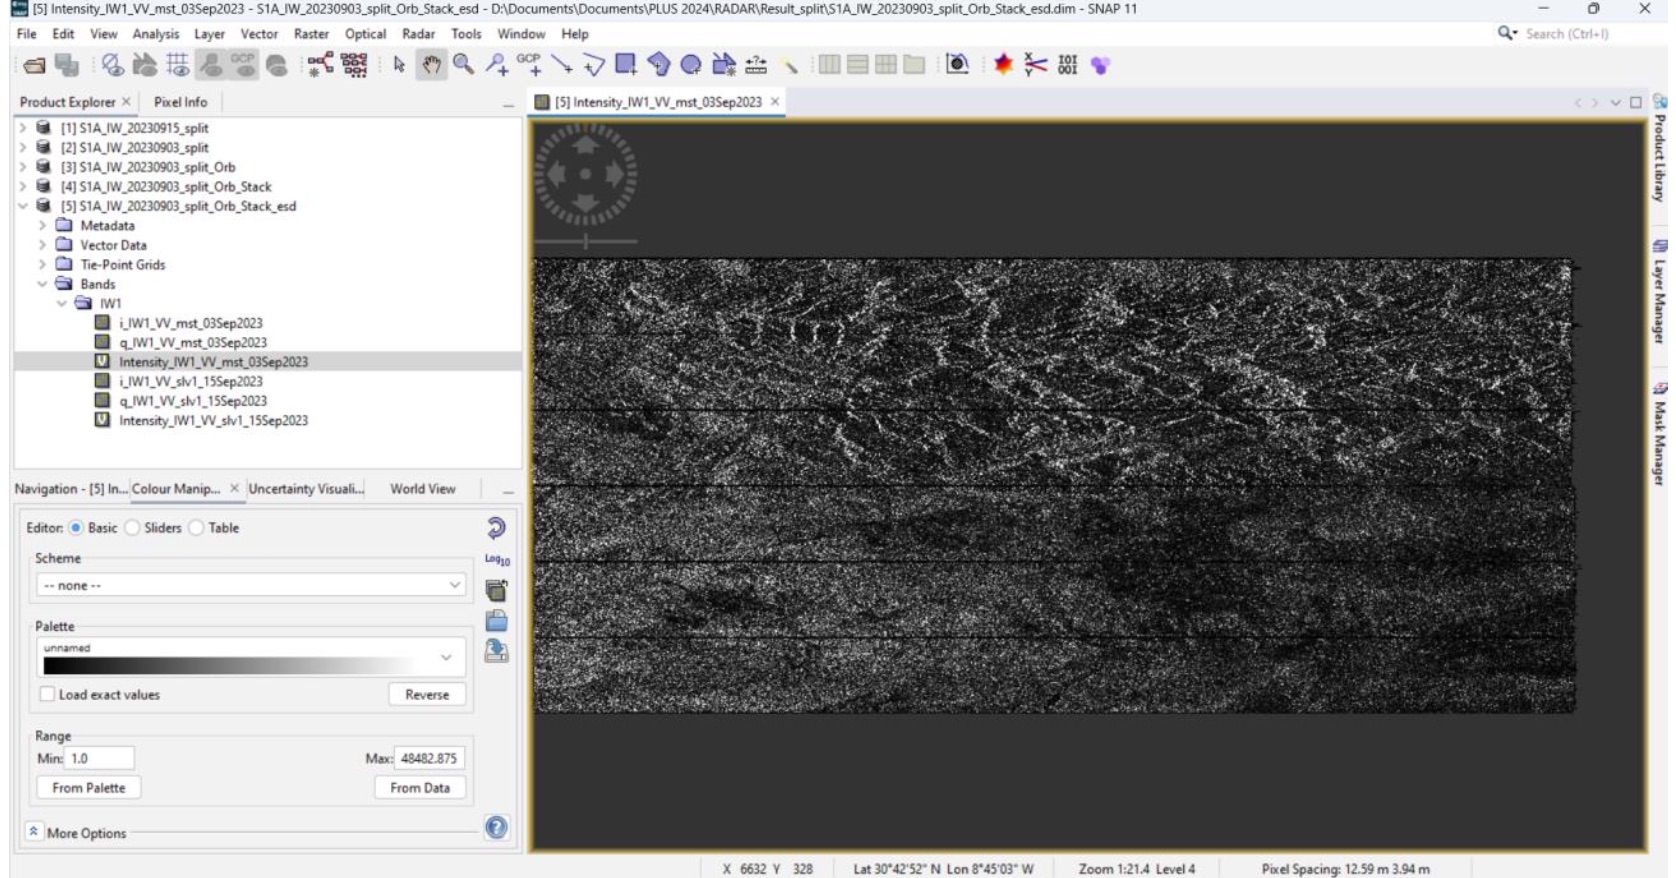 [5] Intensity_IW1_VV_mst_03Sep2023 - S1A_IW_20230903_split_Orb_Stack_esd - D:\Documents\Documents\PLUS 2024\RADAR\Result_split\S1A_IW_20230903_split_Orb_Stack_esd.dim - SNAP 11
File Edit View Analysis Layer Vector Raster Optical Radar Tools Window Help
Search (Ctrl+I)
Product Explorer × Pixel Info
[5] Intensity_IW1_VV_mst_03Sep2023 ×
[1] S1A_IW_20230915_split
[2] S1A_IW_20230903_split
[3] S1A_IW_20230903_split_Orb
[4] S1A_IW_20230903_split_Orb_Stack
[5] S1A_IW_20230903_split_Orb_Stack_esd
Metadata
Vector Data
Tie-Point Grids
Bands
IW1
i_IW1_VV_mst_03Sep2023
q_IW1_VV_mst_03Sep2023
Intensity_IW1_VV_mst_03Sep2023
i_IW1_VV_slv1_15Sep2023
q_IW1_VV_slv1_15Sep2023
Intensity_IW1_VV_slv1_15Sep2023
Navigation - [5] In... Colour Manip... × Uncertainty Visuali... World View
Editor: Basic Sliders Table
Scheme
-- none --
Log10
Palette
unnamed
Load exact values
Reverse
Range
Min: 1.0 Max: 48482.875
From Palette From Data
More Options
Product Library
Layer Manager
Mask Manager
X 6632 Y 328 Lat 30°42'52" N Lon 8°45'03" W Zoom 1:21.4 Level 4 Pixel Spacing: 12.59 m 3.94 m